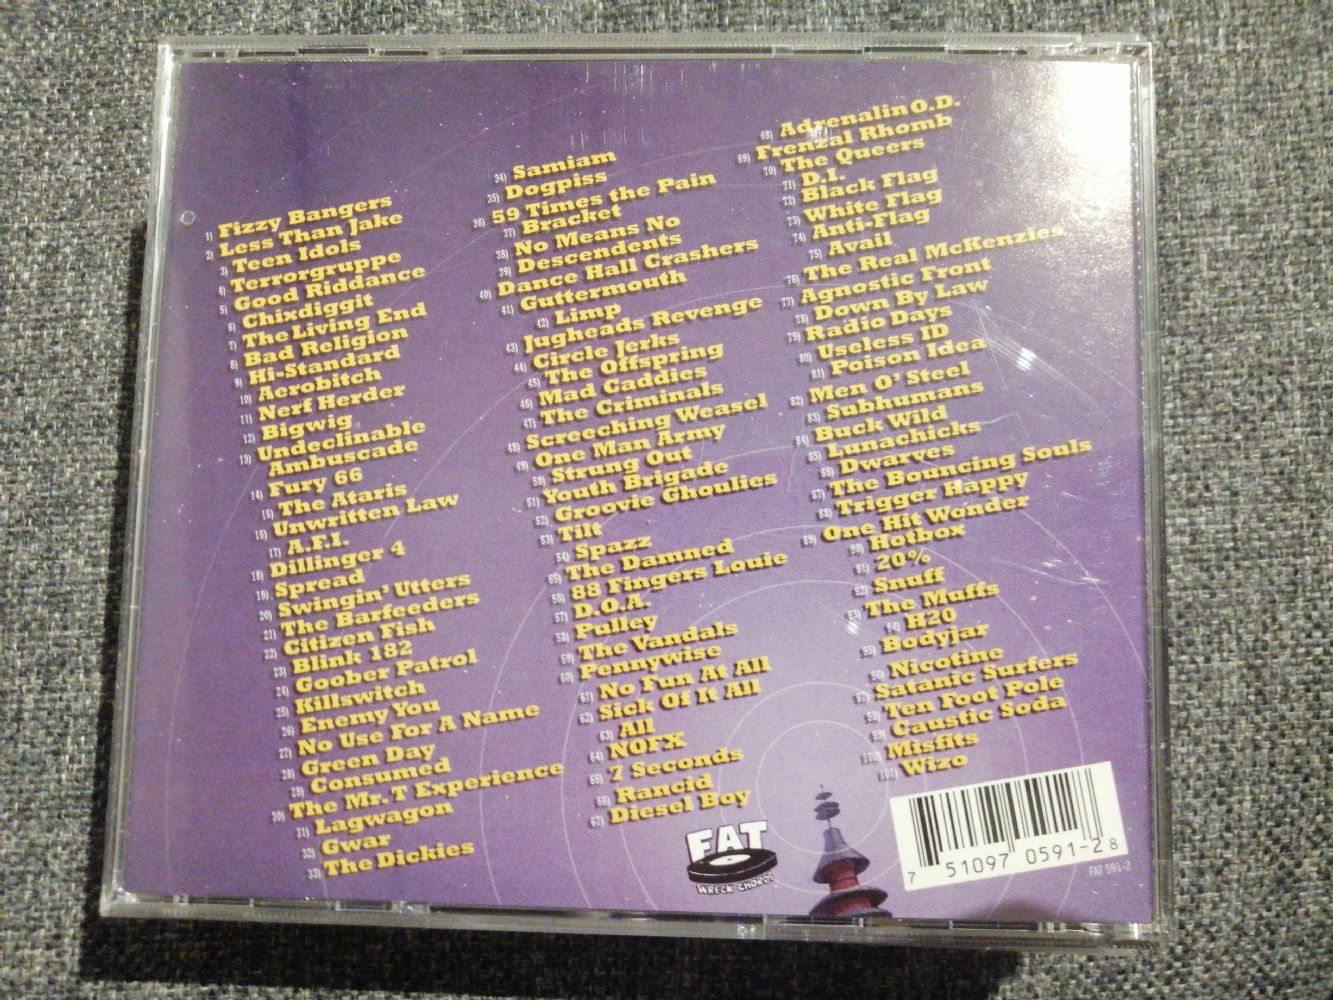 1) Fizzy Bangers
2) Less Than Jake
3) Teen Idols
4) Terrorgruppe
5) Good Riddance
6) Chixdiggit
7) The Living End
8) Bad Religion
9) Hi-Standard
10) Aerobitch
11) Nerf Herder
12) Bigwig
13) Undeclinable
Ambuscade
14) Fury 66
15) The Ataris
16) Unwritten Law
17) A.F.I.
18) Dillinger 4
19) Spread
20) Swingin' Utters
21) The Barfeeders
22) Citizen Fish
23) Blink 182
24) Goober Patrol
25) Killswitch
26) Enemy You
27) No Use For A Name
28) Green Day
29) Consumed
30) The Mr. T Experience
31) Lagwagon
32) Gwar
33) The Dickies
34) Samiam
35) Dogpiss
36) 59 Times the Pain
37) Bracket
38) No Means No
39) Descendents
40) Dance Hall Crashers
41) Guttermouth
42) Limp
43) Jugheads Revenge
44) Circle Jerks
45) The Offspring
46) Mad Caddies
47) The Criminals
48) Screeching Weasel
49) One Man Army
50) Strung Out
51) Youth Brigade
52) Groovie Ghoulies
53) Tilt
54) Spazz
55) The Damned
56) 88 Fingers Louie
57) D.O.A.
58) Pulley
59) The Vandals
60) Pennywise
61) No Fun At All
62) Sick Of It All
63) All
64) NOFX
65) 7 Seconds
66) Rancid
67) Diesel Boy
68) Adrenalin O.D.
69) Frenzal Rhomb
70) The Queers
71) D.I.
72) Black Flag
73) White Flag
74) Anti-Flag
75) Avail
76) The Real McKenzies
77) Agnostic Front
78) Down By Law
79) Radio Days
80) Useless ID
81) Poison Idea
82) Men O' Steel
83) Subhumans
84) Buck Wild
85) Lunachicks
86) Dwarves
87) The Bouncing Souls
88) Trigger Happy
89) One Hit Wonder
90) Hotbox
91) 20%
92) Snuff
93) The Muffs
94) H20
95) Bodyjar
96) Nicotine
97) Satanic Surfers
98) Ten Foot Pole
99) Caustic Soda
100) Misfits
101) Wizo
FAT
WRECK CHORDS
7 51097 0591-2 8
FAT 591-2